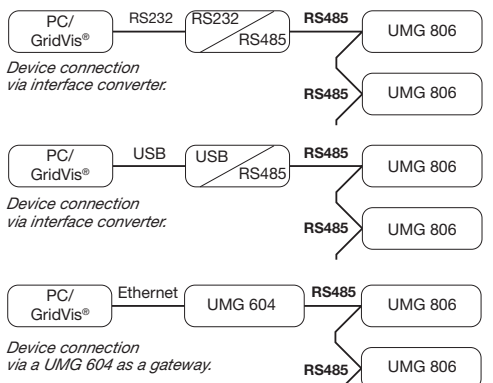 PC/
GridVis®
RS232
RS232
RS485
RS485
UMG 806
Device connection
via interface converter.
RS485
UMG 806
PC/
GridVis®
USB
USB
RS485
RS485
UMG 806
Device connection
via interface converter.
RS485
UMG 806
PC/
GridVis®
Ethernet
UMG 604
RS485
UMG 806
Device connection
via a UMG 604 as a gateway.
RS485
UMG 806